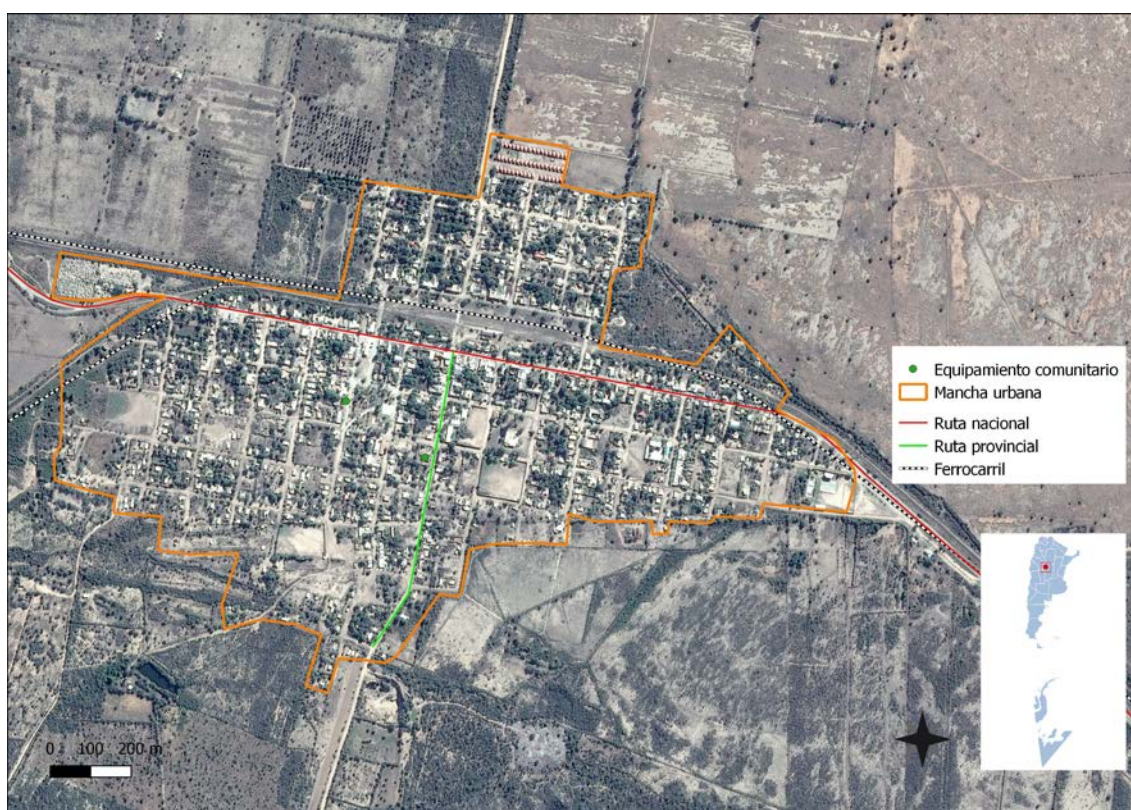 Equipamiento comunitario
Mancha urbana
Ruta nacional
Ruta provincial
Ferrocarril
0 100 200 m